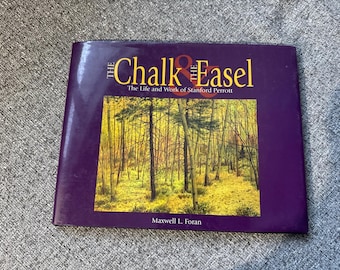 THE Chalk & THE Easel
The Life and Work of Stanford Perrott
Maxwell L. Foran